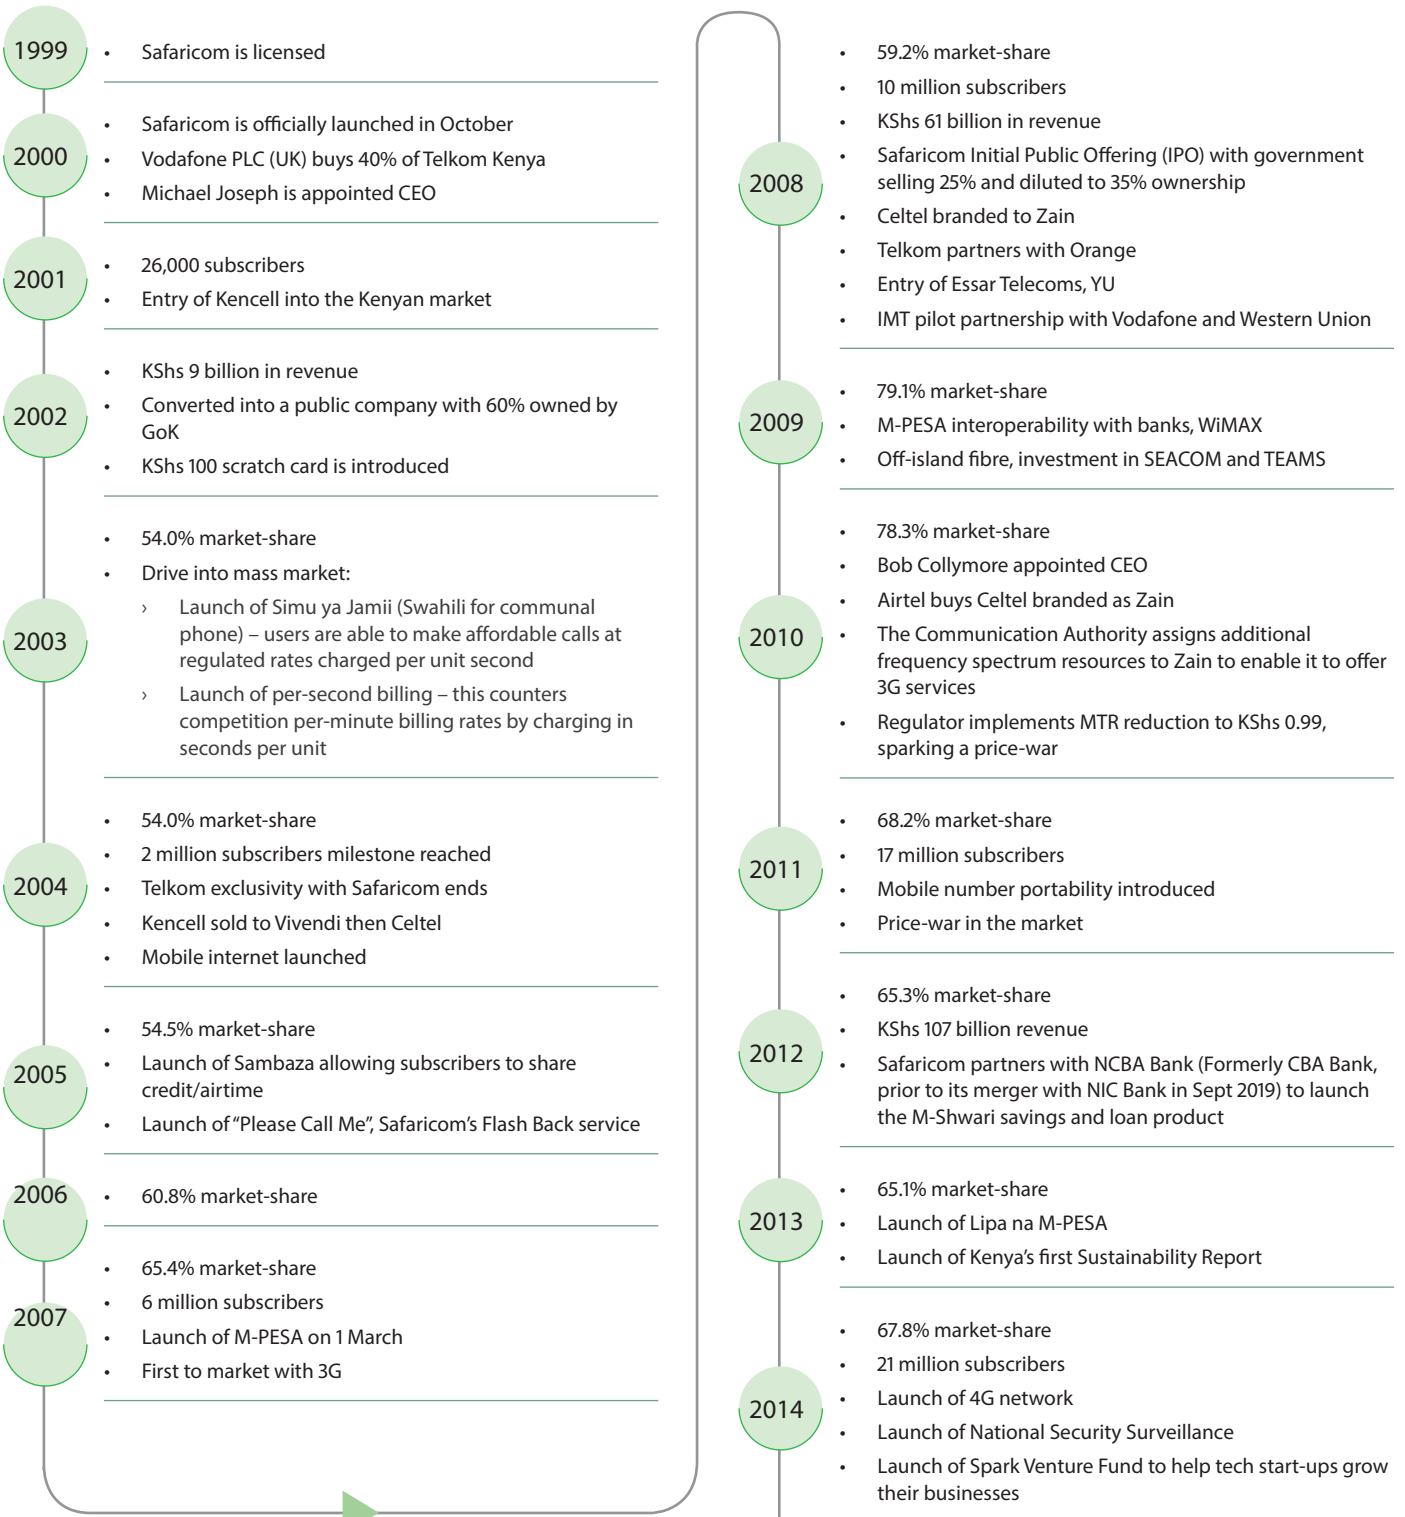 1999
• Safaricom is licensed
2000
• Safaricom is officially launched in October
• Vodafone PLC (UK) buys 40% of Telkom Kenya
• Michael Joseph is appointed CEO
2001
• 26,000 subscribers
• Entry of Kencell into the Kenyan market
2002
• KShs 9 billion in revenue
• Converted into a public company with 60% owned by
GoK
• KShs 100 scratch card is introduced
2003
• 54.0% market-share
• Drive into mass market:
› Launch of Simu ya Jamii (Swahili for communal
phone) – users are able to make affordable calls at
regulated rates charged per unit second
› Launch of per-second billing – this counters
competition per-minute billing rates by charging in
seconds per unit
2004
• 54.0% market-share
• 2 million subscribers milestone reached
• Telkom exclusivity with Safaricom ends
• Kencell sold to Vivendi then Celtel
• Mobile internet launched
2005
• 54.5% market-share
• Launch of Sambaza allowing subscribers to share
credit/airtime
• Launch of “Please Call Me”, Safaricom’s Flash Back service
2006
• 60.8% market-share
2007
• 65.4% market-share
• 6 million subscribers
• Launch of M-PESA on 1 March
• First to market with 3G
2008
• 59.2% market-share
• 10 million subscribers
• KShs 61 billion in revenue
• Safaricom Initial Public Offering (IPO) with government
selling 25% and diluted to 35% ownership
• Celtel branded to Zain
• Telkom partners with Orange
• Entry of Essar Telecoms, YU
• IMT pilot partnership with Vodafone and Western Union
2009
• 79.1% market-share
• M-PESA interoperability with banks, WiMAX
• Off-island fibre, investment in SEACOM and TEAMS
2010
• 78.3% market-share
• Bob Collymore appointed CEO
• Airtel buys Celtel branded as Zain
• The Communication Authority assigns additional
frequency spectrum resources to Zain to enable it to offer
3G services
• Regulator implements MTR reduction to KShs 0.99,
sparking a price-war
2011
• 68.2% market-share
• 17 million subscribers
• Mobile number portability introduced
• Price-war in the market
2012
• 65.3% market-share
• KShs 107 billion revenue
• Safaricom partners with NCBA Bank (Formerly CBA Bank,
prior to its merger with NIC Bank in Sept 2019) to launch
the M-Shwari savings and loan product
2013
• 65.1% market-share
• Launch of Lipa na M-PESA
• Launch of Kenya’s first Sustainability Report
2014
• 67.8% market-share
• 21 million subscribers
• Launch of 4G network
• Launch of National Security Surveillance
• Launch of Spark Venture Fund to help tech start-ups grow
their businesses